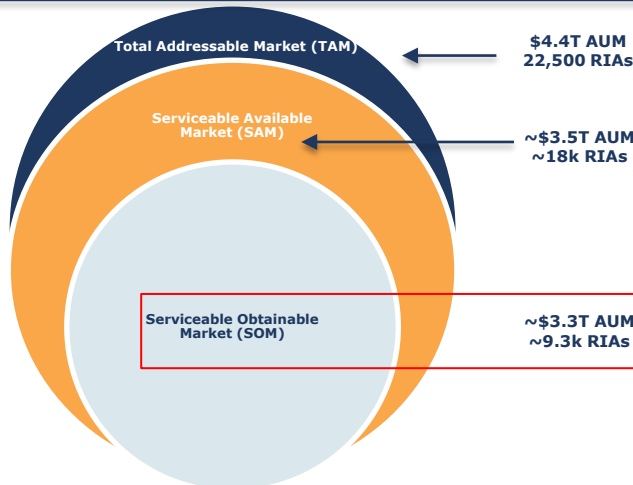 Total Addressable Market (TAM)
$4.4T AUM
22,500 RIAs
Serviceable Available
Market (SAM)
~$3.5T AUM
~18k RIAs
Serviceable Obtainable
Market (SOM)
~$3.3T AUM
~9.3k RIAs